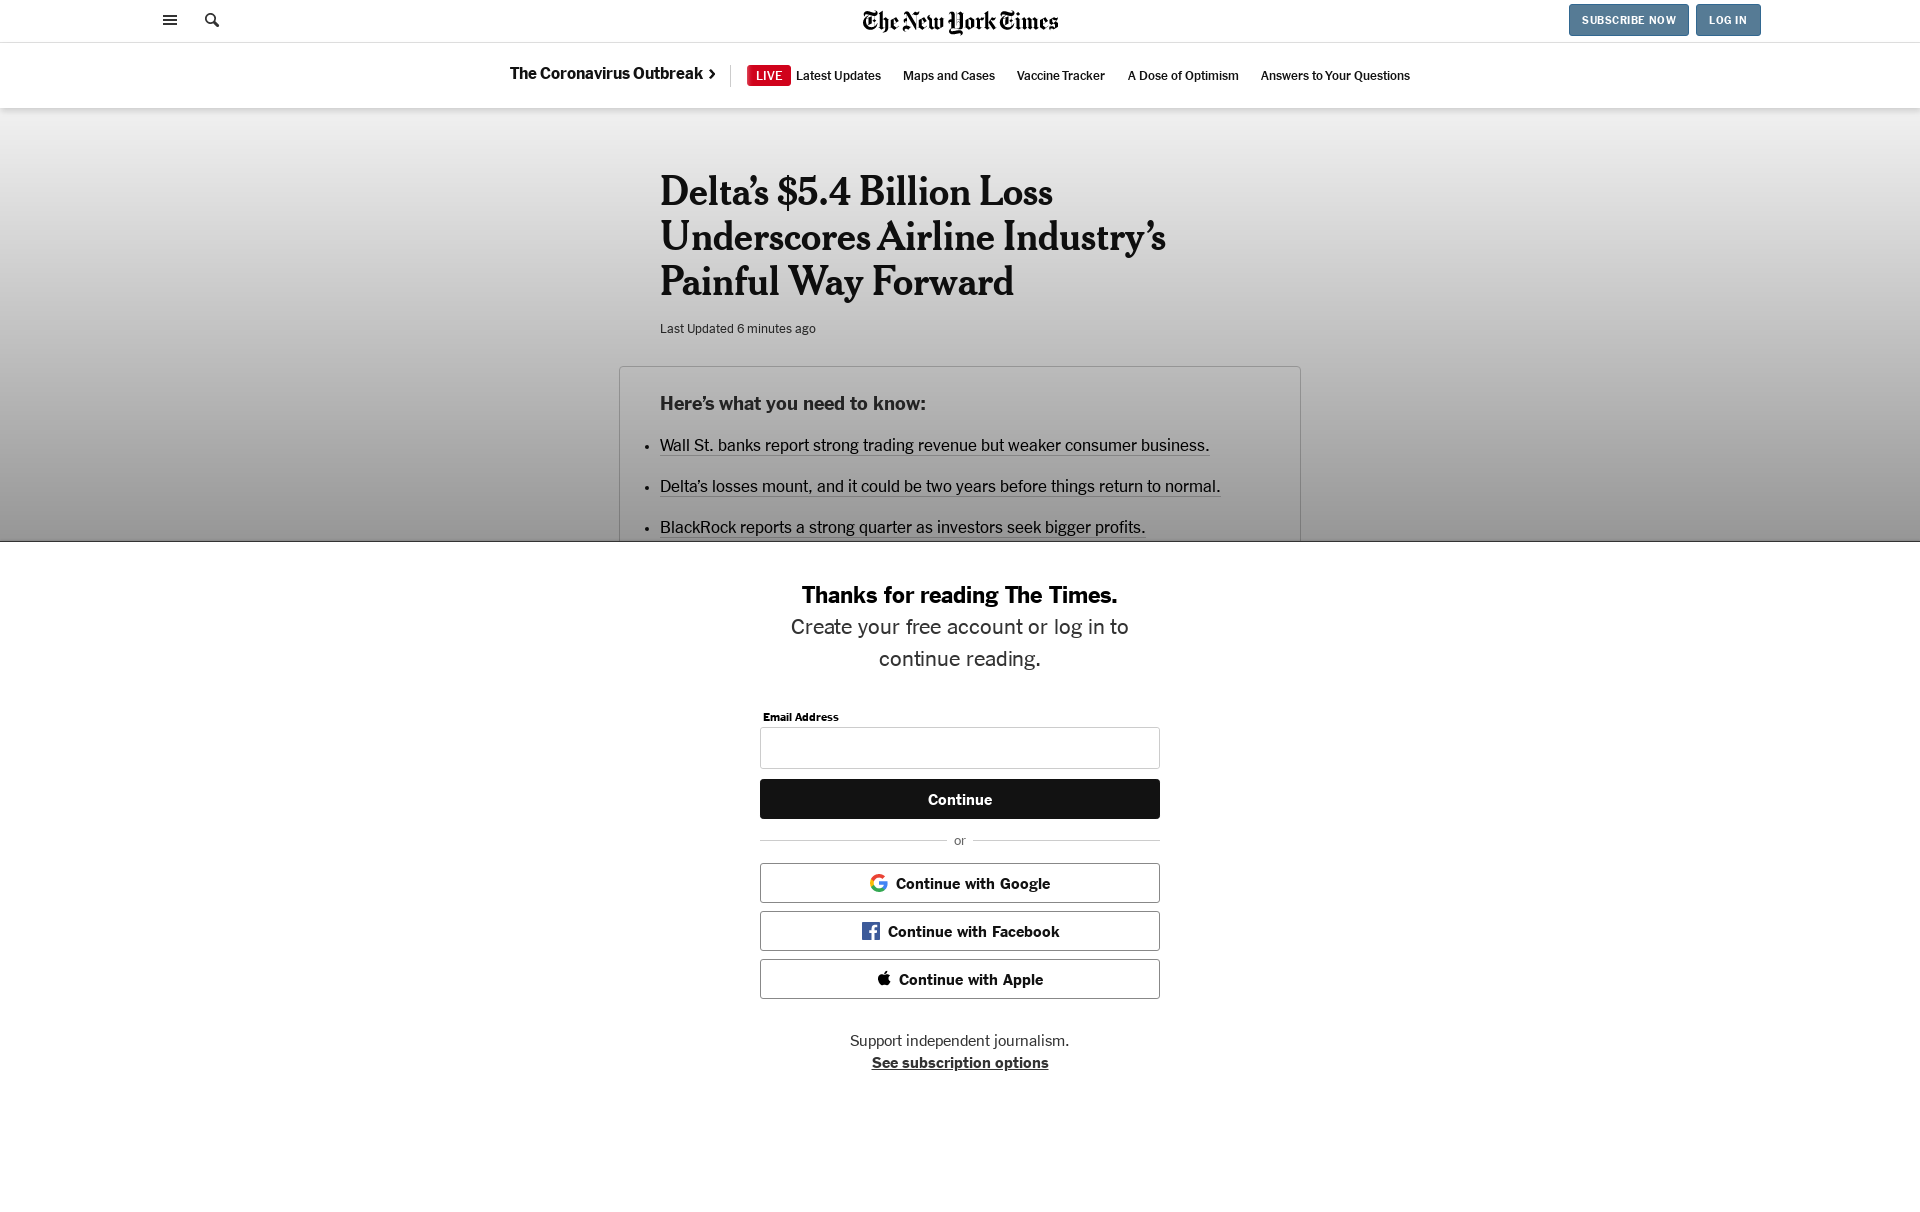 The New York Times
SUBSCRIBE NOW
LOG IN
The Coronavirus Outbreak
LIVE
Latest Updates
Maps and Cases
Vaccine Tracker
A Dose of Optimism
Answers to Your Questions
Delta’s $5.4 Billion Loss
Underscores Airline Industry’s
Painful Way Forward
Last Updated 6 minutes ago
Here’s what you need to know:
Wall St. banks report strong trading revenue but weaker consumer business.
Delta’s losses mount, and it could be two years before things return to normal.
BlackRock reports a strong quarter as investors seek bigger profits.
Thanks for reading The Times.
Create your free account or log in to
continue reading.
Email Address
Continue
or
Continue with Google
Continue with Facebook
Continue with Apple
Support independent journalism.
See subscription options